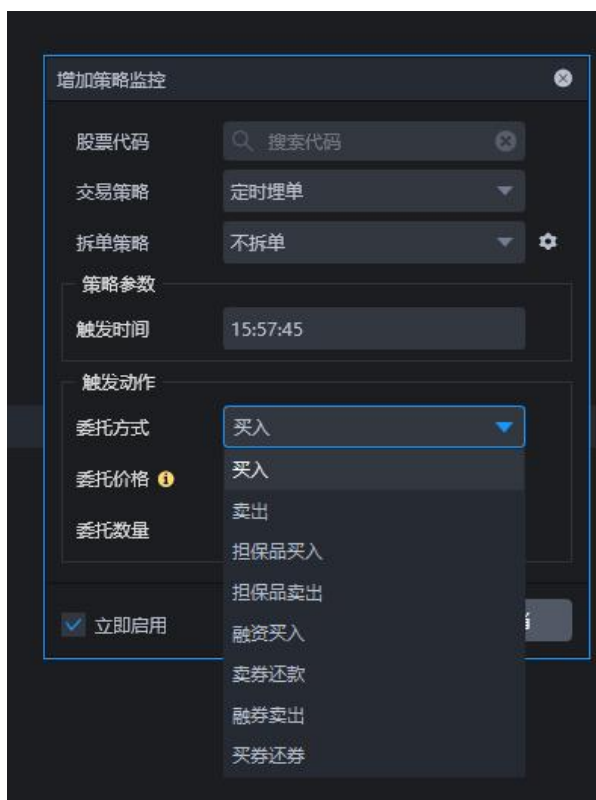 增加策略监控
股票代码 搜索代码
交易策略 定时埋单
拆单策略 不拆单
策略参数
触发时间 15:57:45
触发动作
委托方式 买入
委托价格 买入
卖出
委托数量
担保品买入
担保品卖出
立即启用 融资买入
卖券还款
融券卖出
买券还券